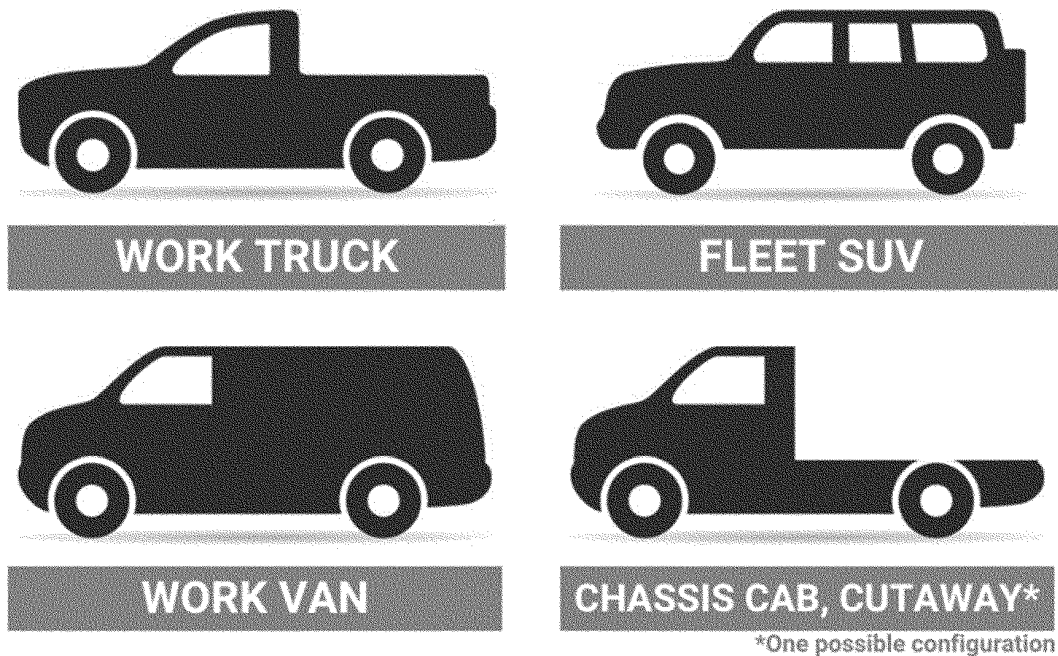 WORK TRUCK
FLEET SUV
WORK VAN
CHASSIS CAB, CUTAWAY*
*One possible configuration